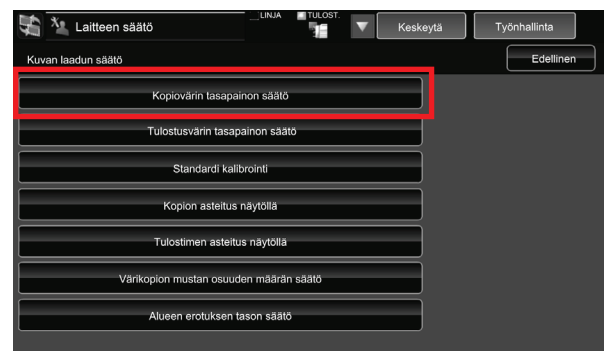 Laitteen säätö
LINJA
TULOST.
Keskeytä
Työnhallinta
Kuvan laadun säätö
Edellinen
Kopiovärin tasapainon säätö
Tulostusvärin tasapainon säätö
Standardi kalibrointi
Kopion asteitus näytöllä
Tulostimen asteitus näytöllä
Värikopion mustan osuuden määrän säätö
Alueen erotuksen tason säätö